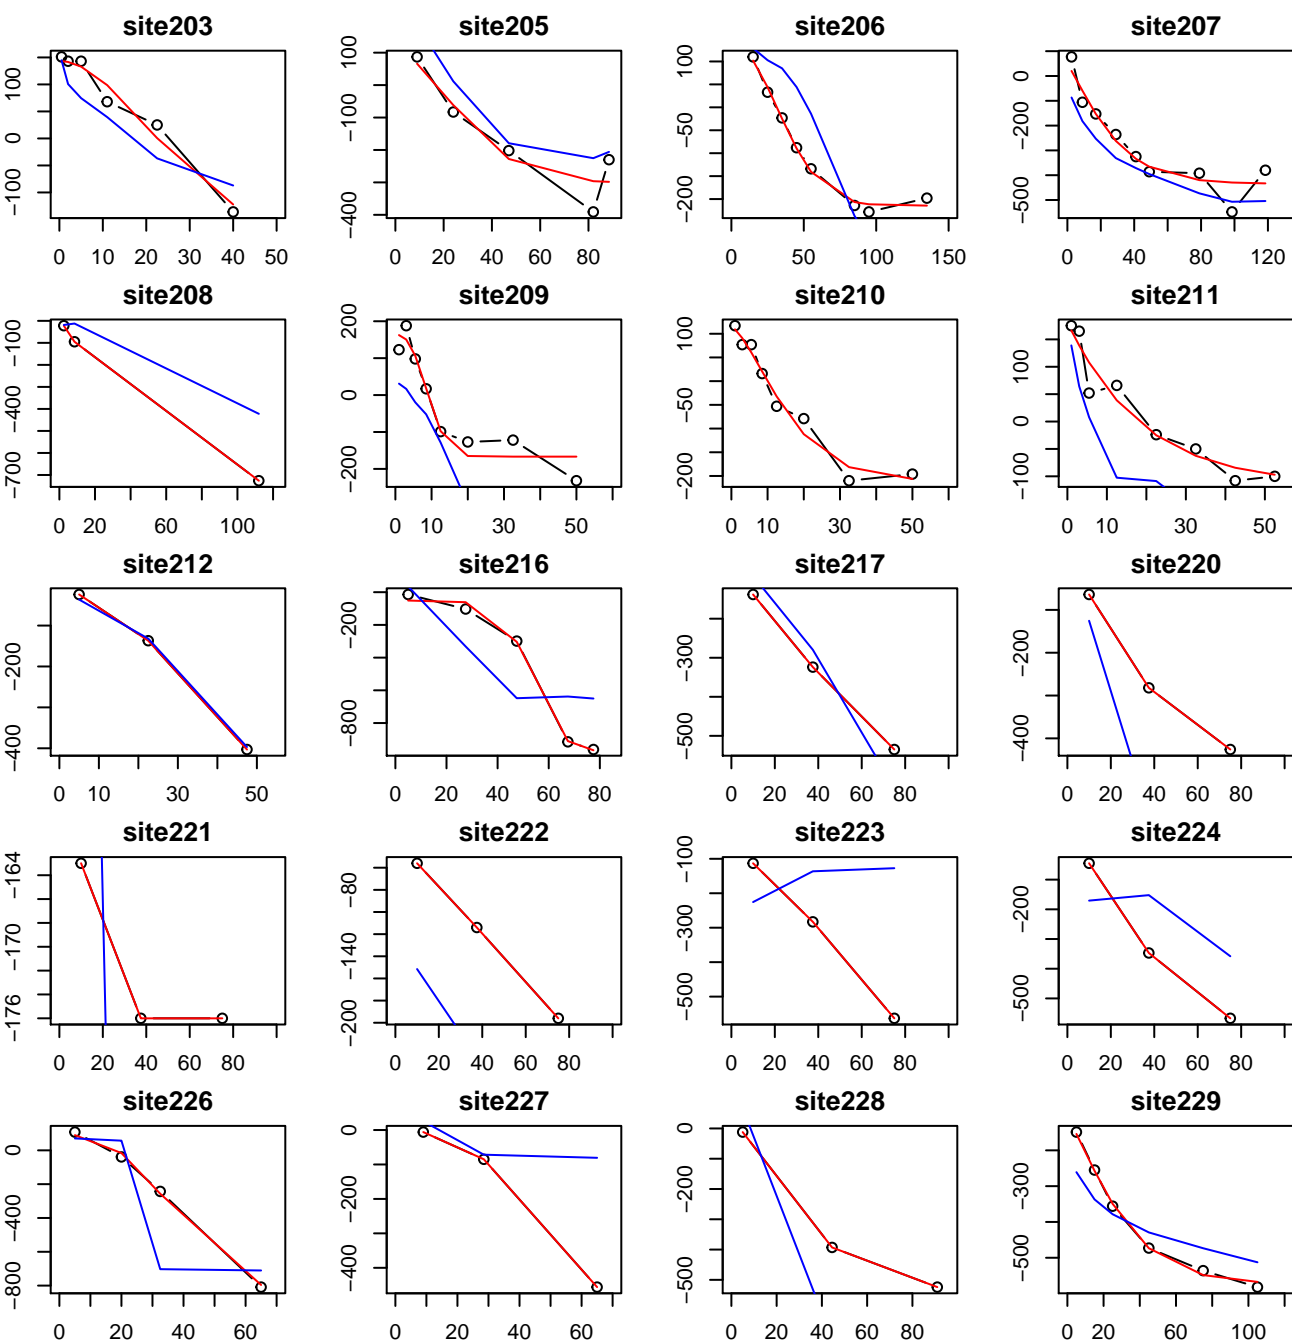 site203 site205 site206 site207
100 0 −100
0 10 20 30 40 50
100 −100 −400
0 20 40 60 80
100 −50 −200
0 50 100 150
0 −200 −500
0 40 80 120
site208 site209 site210 site211
−100 −400 −700
0 20 60 100
200 0 −200
0 10 30 50
100 −50 −200
0 10 30 50
100 0 −100
0 10 30 50
site212 site216 site217 site220
−200 −400
0 10 30 50
−200 −800
0 20 40 60 80
−300 −500
0 20 40 60 80
−200 −400
0 20 40 60 80
site221 site222 site223 site224
−164 −170 −176
0 20 40 60 80
−80 −140 −200
0 20 40 60 80
−100 −300 −500
0 20 40 60 80
−200 −500
0 20 40 60 80
site226 site227 site228 site229
0 −400 −800
0 20 40 60
0 −200 −400
0 20 40 60
0 −200 −500
0 20 40 60 80
−300 −500
0 20 60 100